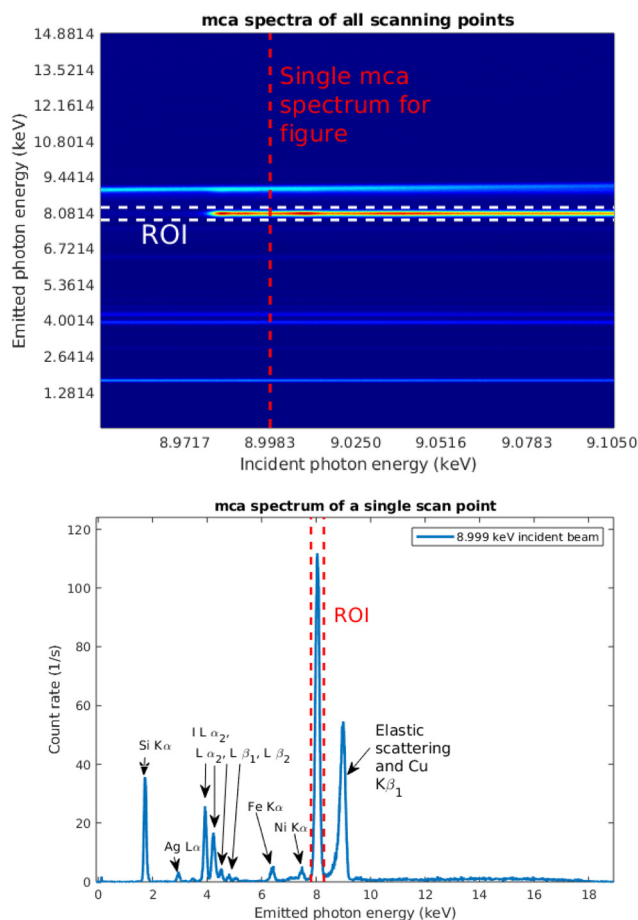 mca spectra of all scanning points
14.8814
13.5214
12.1614
10.8014
9.4414
8.0814
6.7214
5.3614
4.0014
2.6414
1.2814
Emitted photon energy (keV)
Single mca
spectrum for
figure
ROI
8.9717 8.9983 9.0250 9.0516 9.0783 9.1050
Incident photon energy (keV)
mca spectrum of a single scan point
120
100
80
60
40
20
0
Count rate (1/s)
8.999 keV incident beam
ROI
Si Kα
I L α₂,
L α₂, L β₁, L β₂
Ag Lα
Fe Kα
Ni Kα
Elastic
scattering
and Cu
Kβ₁
0 2 4 6 8 10 12 14 16 18
Emitted photon energy (keV)